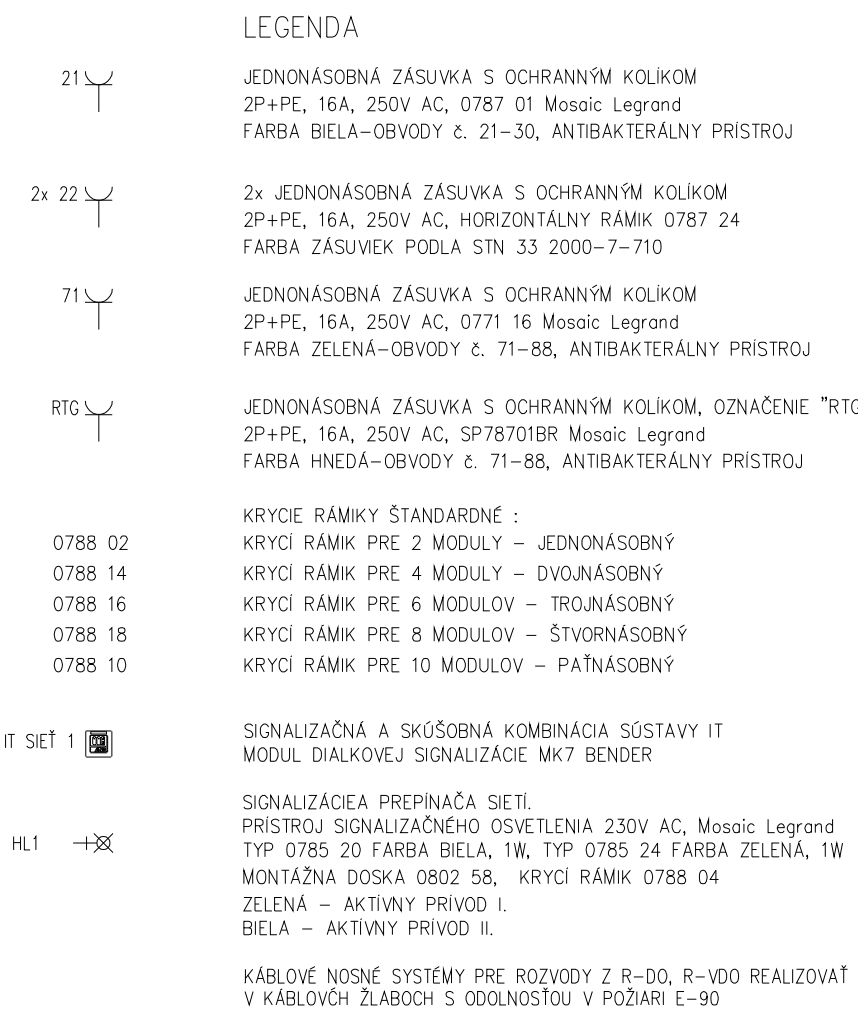 LEGENDA
21 JEDNONÁSOBNÁ ZÁSUVKA S OCHRANNÝM KOLÍKOM
2P+PE, 16A, 250V AC, 0787 01 Mosaic Legrand
FARBA BIELA-OBVODY č. 21-30, ANTIBAKTERÁLNY PRÍSTROJ
2x 22 2x JEDNONÁSOBNÁ ZÁSUVKA S OCHRANNÝM KOLÍKOM
2P+PE, 16A, 250V AC, HORIZONTÁLNY RÁMIK 0787 24
FARBA ZÁSUVIEK PODLA STN 33 2000-7-710
71 JEDNONÁSOBNÁ ZÁSUVKA S OCHRANNÝM KOLÍKOM
2P+PE, 16A, 250V AC, 0771 16 Mosaic Legrand
FARBA ZELENÁ-OBVODY č. 71-88, ANTIBAKTERÁLNY PRÍSTROJ
RTG JEDNONÁSOBNÁ ZÁSUVKA S OCHRANNÝM KOLÍKOM, OZNAČENIE "RTG
2P+PE, 16A, 250V AC, SP78701BR Mosaic Legrand
FARBA HNEDÁ-OBVODY č. 71-88, ANTIBAKTERÁLNY PRÍSTROJ
KRYCIE RÁMIKY ŠTANDARDNÉ :
0788 02 KRYCÍ RÁMIK PRE 2 MODULY - JEDNONÁSOBNÝ
0788 14 KRYCÍ RÁMIK PRE 4 MODULY - DVOJNÁSOBNÝ
0788 16 KRYCÍ RÁMIK PRE 6 MODULOV - TROJNÁSOBNÝ
0788 18 KRYCÍ RÁMIK PRE 8 MODULOV - ŠTVORNÁSOBNÝ
0788 10 KRYCÍ RÁMIK PRE 10 MODULOV - PAŤNÁSOBNÝ
IT SIEŤ 1 SIGNALIZAČNÁ A SKÚŠOBNÁ KOMBINÁCIA SÚSTAVY IT
MODUL DIALKOVEJ SIGNALIZÁCIE MK7 BENDER
SIGNALIZÁCIEA PREPÍNAČA SIETÍ.
HL1 PRÍSTROJ SIGNALIZAČNÉHO OSVETLENIA 230V AC, Mosaic Legrand
TYP 0785 20 FARBA BIELA, 1W, TYP 0785 24 FARBA ZELENÁ, 1W
MONTÁŽNA DOSKA 0802 58, KRYCÍ RÁMIK 0788 04
ZELENÁ - AKTÍVNY PRÍVOD I.
BIELA - AKTÍVNY PRÍVOD II.
KÁBLOVÉ NOSNÉ SYSTÉMY PRE ROZVODY Z R-DO, R-VDO REALIZOVAŤ
V KÁBLOVĆH ŽLABOCH S ODOLNOSŤOU V POŽIARI E-90